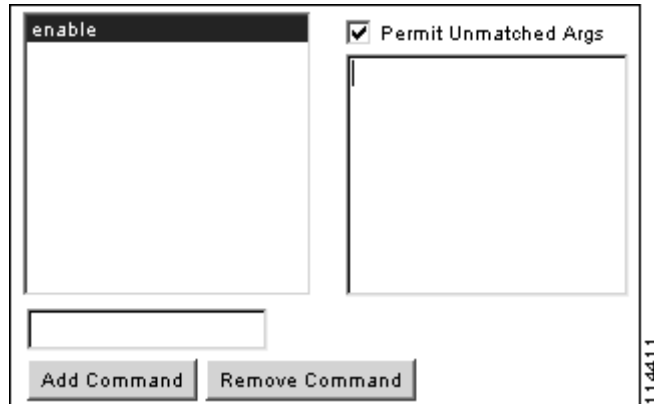 enable
Permit Unmatched Args
Add Command
Remove Command
114411